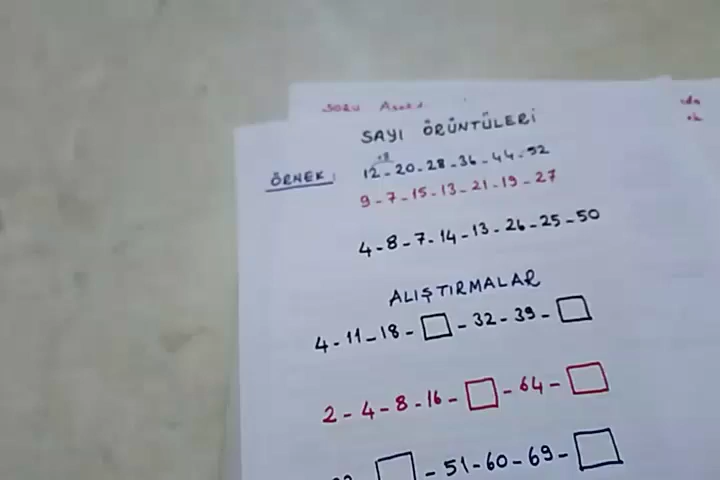 SORU
SAYI ÖRÜNTÜLERİ
+8
ÖRNEK: 12 - 20 - 28 - 36 - 44 - 52
9 - 7 - 15 - 13 - 21 - 19 - 27
4 - 8 - 7 - 14 - 13 - 26 - 25 - 50
ALIŞTIRMALAR
4 - 11 - 18 - □ - 32 - 39 - □
2 - 4 - 8 - 16 - □ - 64 - □
□ - 51 - 60 - 69 - □